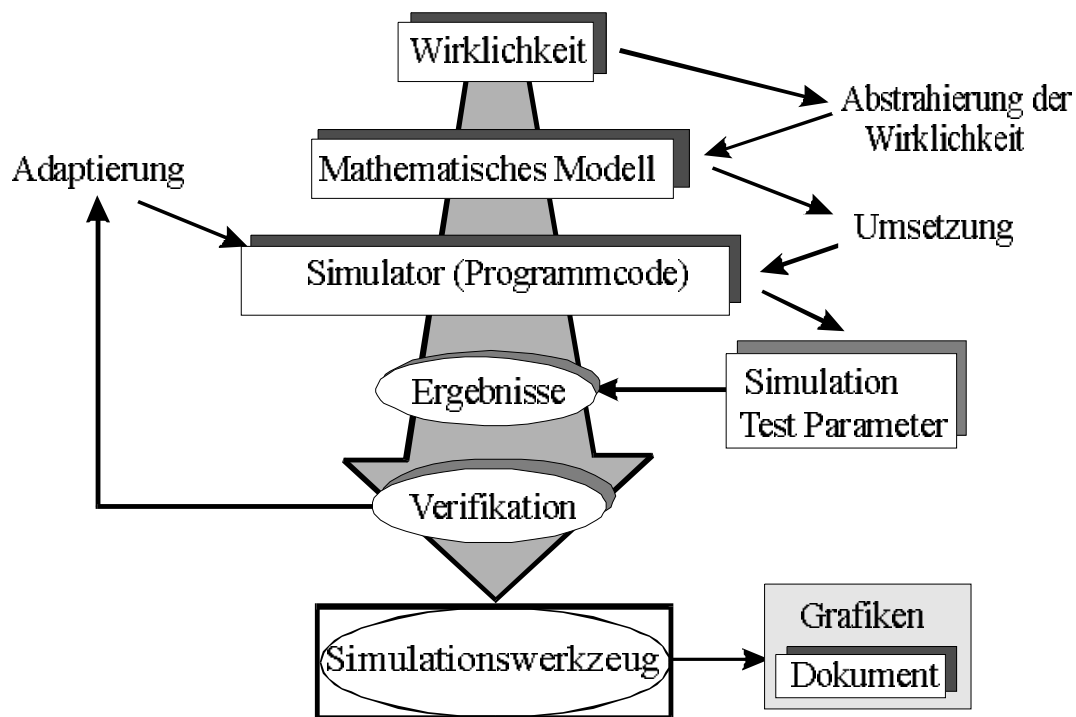 Wirklichkeit
Abstrahierung der
Wirklichkeit
Mathematisches Modell
Adaptierung
Umsetzung
Simulator (Programmcode)
Simulation
Test Parameter
Ergebnisse
Verifikation
Simulationswerkzeug
Grafiken
Dokument